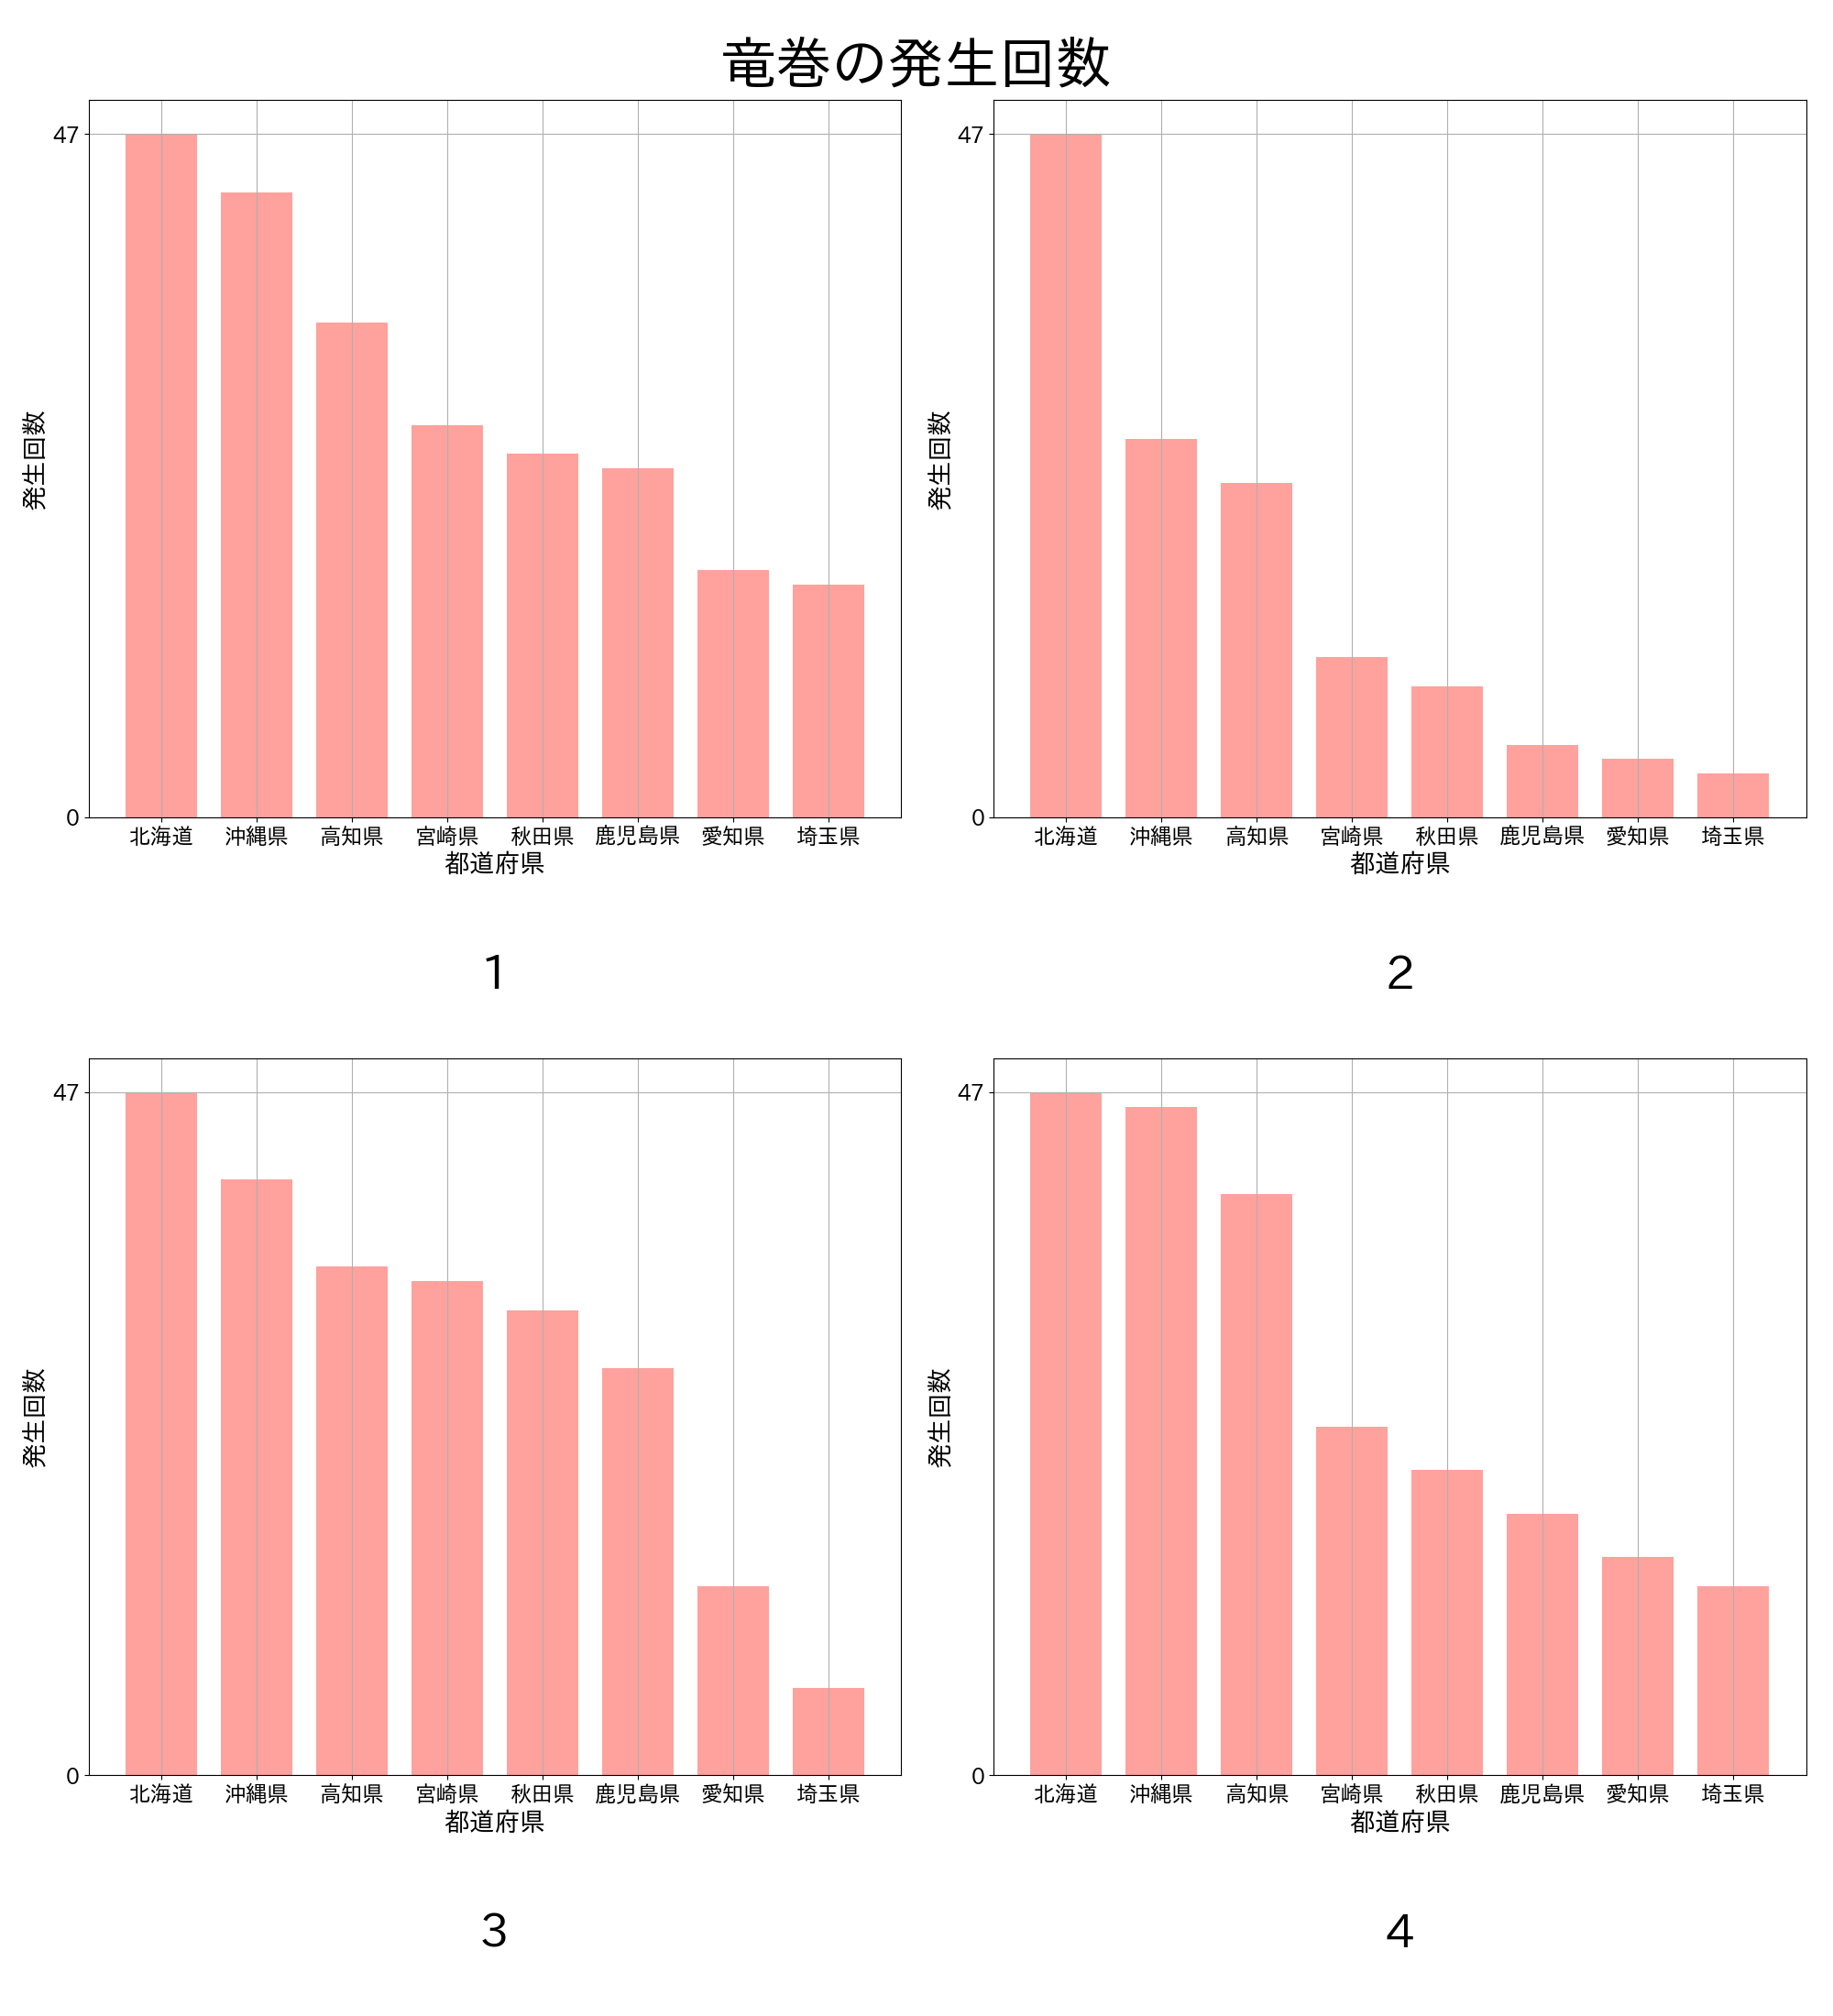 竜巻の発生回数
47
0
発生回数
北海道 沖縄県 高知県 宮崎県 秋田県 鹿児島県 愛知県 埼玉県
都道府県
1
47
0
発生回数
北海道 沖縄県 高知県 宮崎県 秋田県 鹿児島県 愛知県 埼玉県
都道府県
2
47
0
発生回数
北海道 沖縄県 高知県 宮崎県 秋田県 鹿児島県 愛知県 埼玉県
都道府県
3
47
0
発生回数
北海道 沖縄県 高知県 宮崎県 秋田県 鹿児島県 愛知県 埼玉県
都道府県
4